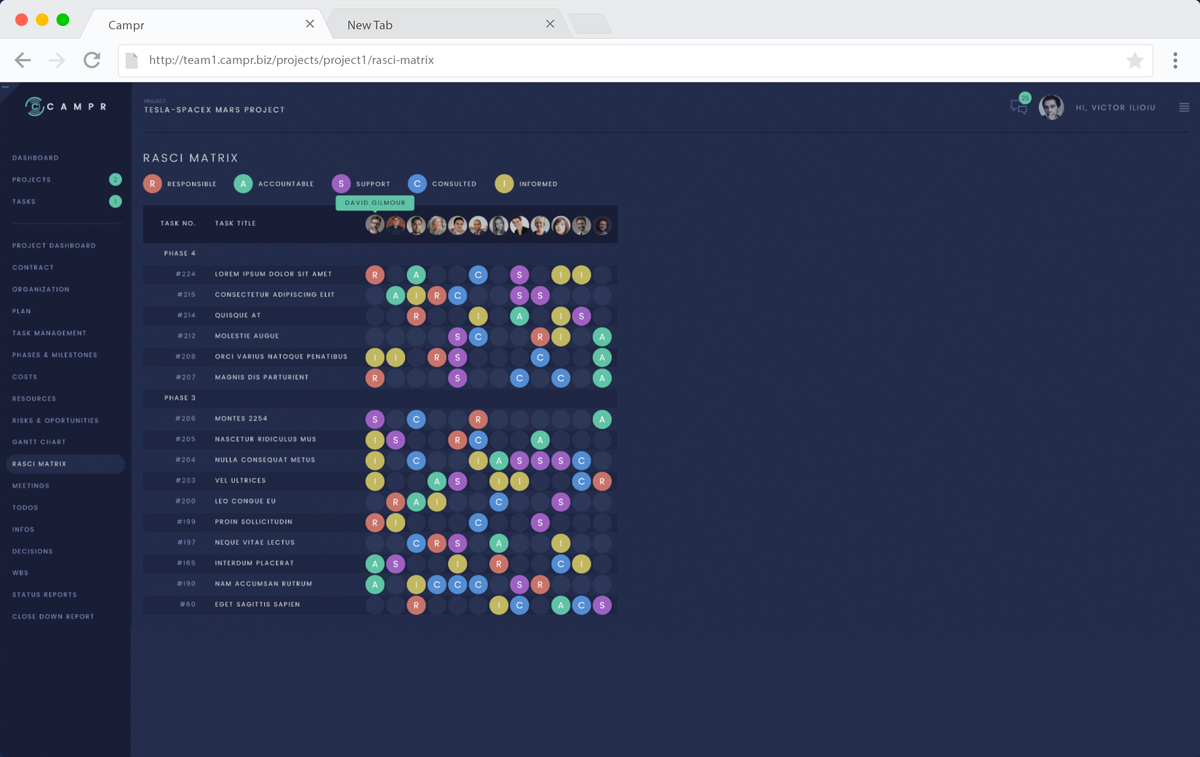 Campr
New Tab
http://team1.campr.biz/projects/project1/rasci-matrix
C CAMPR
PROJECT
TESLA-SPACEX MARS PROJECT
25
HI, VICTOR ILIOIU
DASHBOARD
PROJECTS 2
TASKS 1
PROJECT DASHBOARD
CONTRACT
ORGANIZATION
PLAN
TASK MANAGEMENT
PHASES & MILESTONES
COSTS
RESOURCES
RISKS & OPORTUNITIES
GANTT CHART
RASCI MATRIX
MEETINGS
TODOS
INFOS
DECISIONS
WBS
STATUS REPORTS
CLOSE DOWN REPORT
RASCI MATRIX
R RESPONSIBLE A ACCOUNTABLE S SUPPORT C CONSULTED I INFORMED
DAVID GILMOUR
TASK NO. TASK TITLE
PHASE 4
#224 LOREM IPSUM DOLOR SIT AMET R A C S I I
#215 CONSECTETUR ADIPISCING ELIT A I R C S S
#214 QUISQUE AT R I A I S
#212 MOLESTIE AUGUE S C R I A
#208 ORCI VARIUS NATOQUE PENATIBUS I I R S C A
#207 MAGNIS DIS PARTURIENT R S C C A
PHASE 3
#206 MONTES 2254 S C R A
#205 NASCETUR RIDICULUS MUS I S R C A
#204 NULLA CONSEQUAT METUS I C I A S S S C
#203 VEL ULTRICES I A S I I C R
#200 LEO CONGUE EU R A I C S
#199 PROIN SOLLICITUDIN R I C S
#197 NEQUE VITAE LECTUS C R S A I
#165 INTERDUM PLACERAT A S I R C I
#190 NAM ACCUMSAN RUTRUM A I C C C S R
#60 EGET SAGITTIS SAPIEN R I C A C S